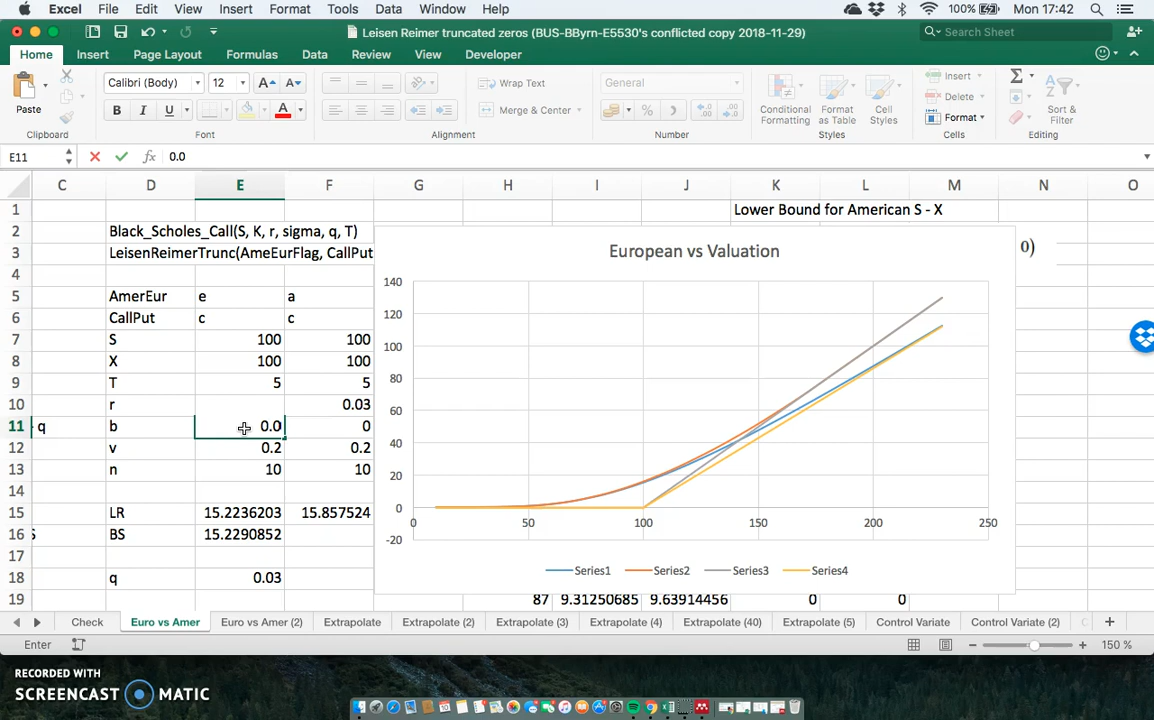 Excel File Edit View Insert Format Tools Data Window Help 100% Mon 17:42
Leisen Reimer truncated zeros (BUS-BByrn-E5530's conflicted copy 2018-11-29) Search Sheet
Home Insert Page Layout Formulas Data Review View Developer
Paste Calibri (Body) 12 A A Wrap Text General Conditional Formatting Format as Table Cell Styles Insert Delete Format Sort & Filter
B I U A Merge & Center %
Clipboard Font Alignment Number Styles Cells Editing
E11 fx 0.0
C D E F G H I J K L M N O
1 Lower Bound for American S - X
2 Black_Scholes_Call(S, K, r, sigma, q, T)
3 LeisenReimerTrunc(AmeEurFlag, CallPut 0)
4
5 AmerEur e a
6 CallPut c c
7 S 100 100
8 X 100 100
9 T 5 5
10 r 0.03
11 q b 0.0 0
12 v 0.2 0.2
13 n 10 10
14
15 LR 15.2236203 15.857524
16 S BS 15.2290852
17
18 q 0.03
19 87 9.31250685 9.63914456 0 0
European vs Valuation
140
120
100
80
60
40
20
0
-20
0 50 100 150 200 250
Series1 Series2 Series3 Series4
Check Euro vs Amer Euro vs Amer (2) Extrapolate Extrapolate (2) Extrapolate (3) Extrapolate (4) Extrapolate (40) Extrapolate (5) Control Variate Control Variate (2)
Enter 150 %
RECORDED WITH
SCREENCAST MATIC